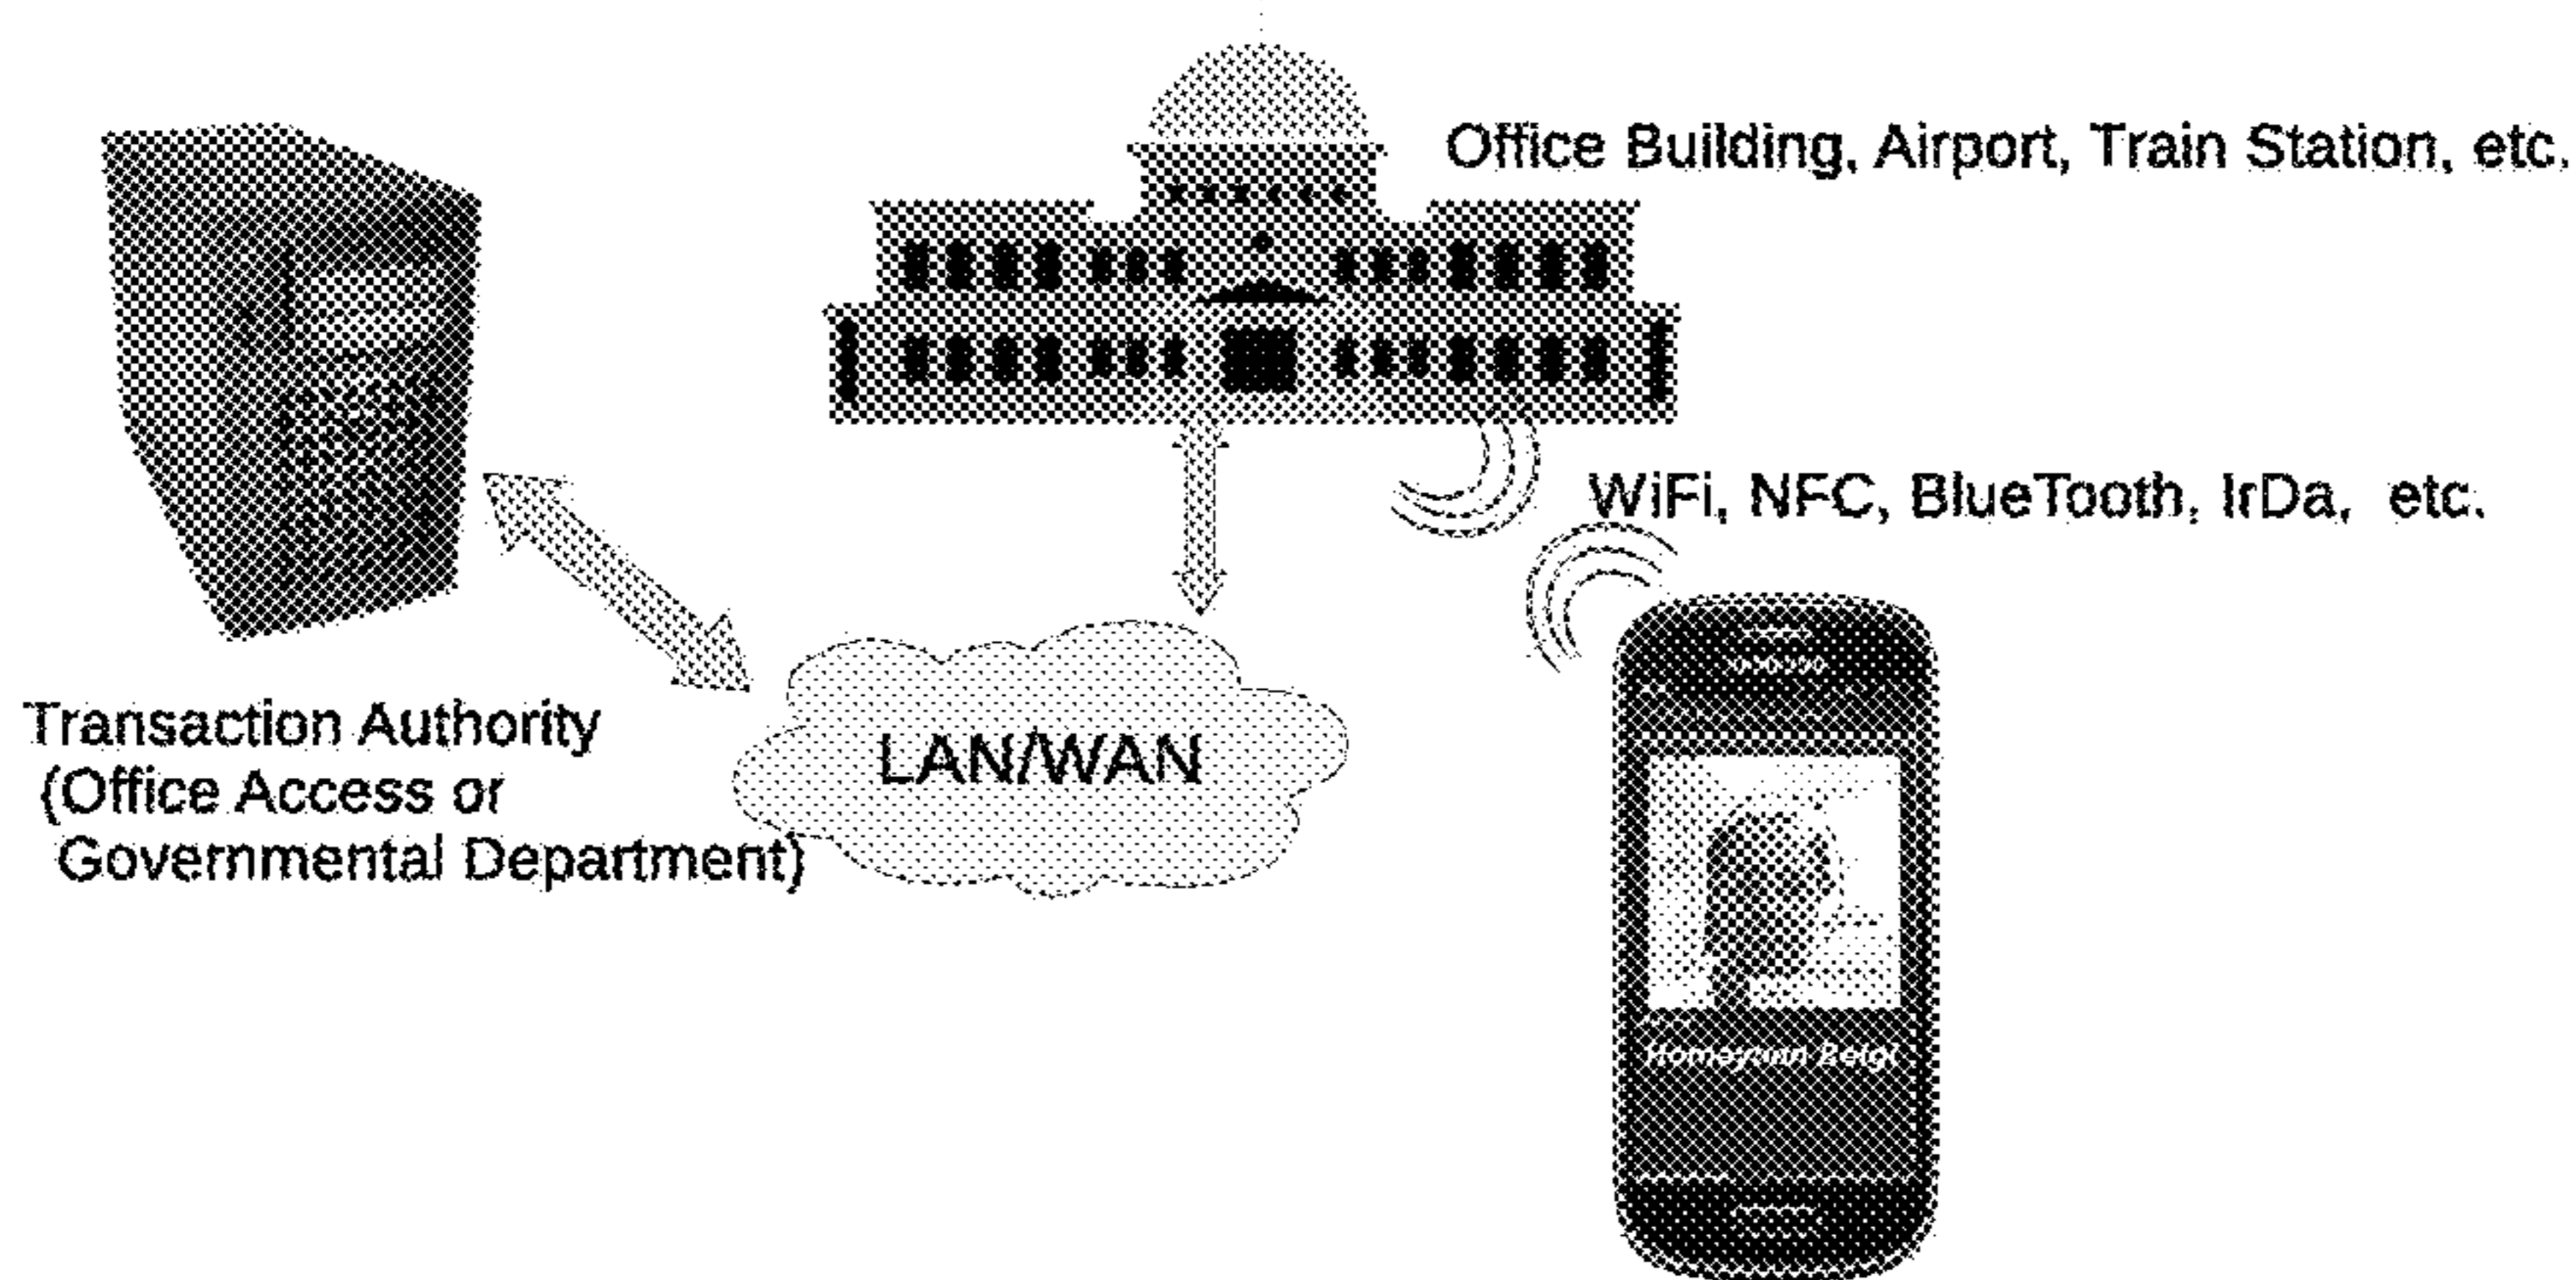 Office Building, Airport, Train Station, etc.
WiFi, NFC, BlueTooth, IrDa, etc.
Transaction Authority
(Office Access or
Governmental Department)
LAN/WAN
Homayoon Beigi